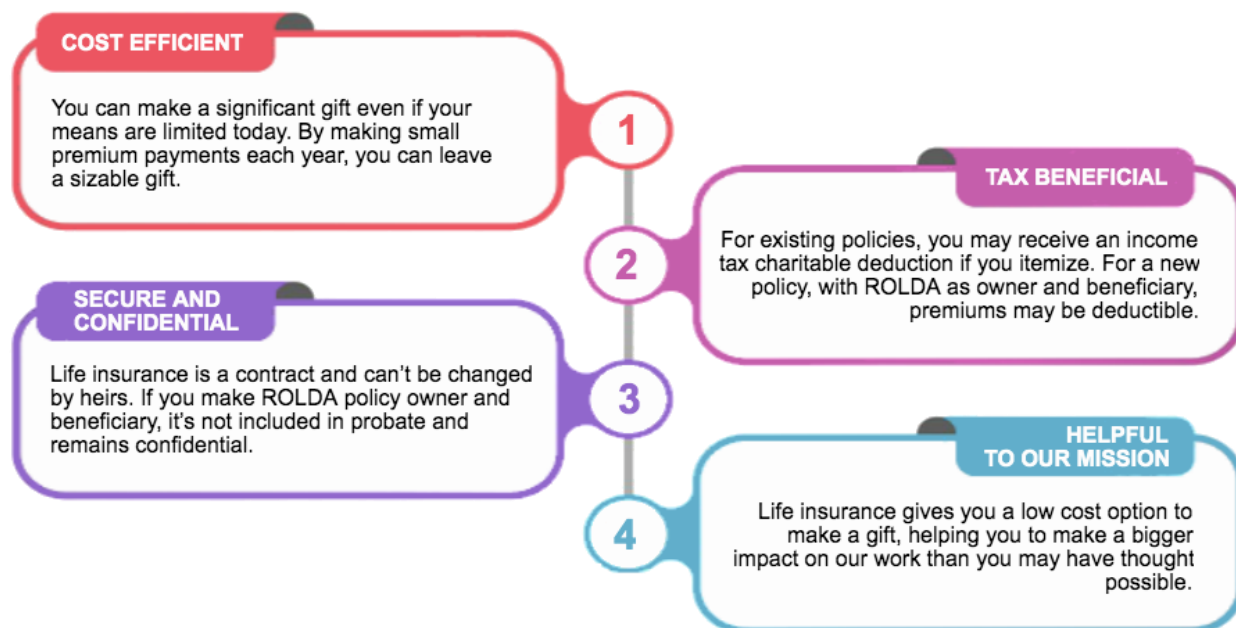 COST EFFICIENT
You can make a significant gift even if your
means are limited today. By making small
premium payments each year, you can leave
a sizable gift.
1
TAX BENEFICIAL
For existing policies, you may receive an income
tax charitable deduction if you itemize. For a new
policy, with ROLDA as owner and beneficiary,
premiums may be deductible.
2
SECURE AND
CONFIDENTIAL
Life insurance is a contract and can’t be changed
by heirs. If you make ROLDA policy owner and
beneficiary, it’s not included in probate and
remains confidential.
3
HELPFUL
TO OUR MISSION
Life insurance gives you a low cost option to
make a gift, helping you to make a bigger
impact on our work than you may have thought
possible.
4